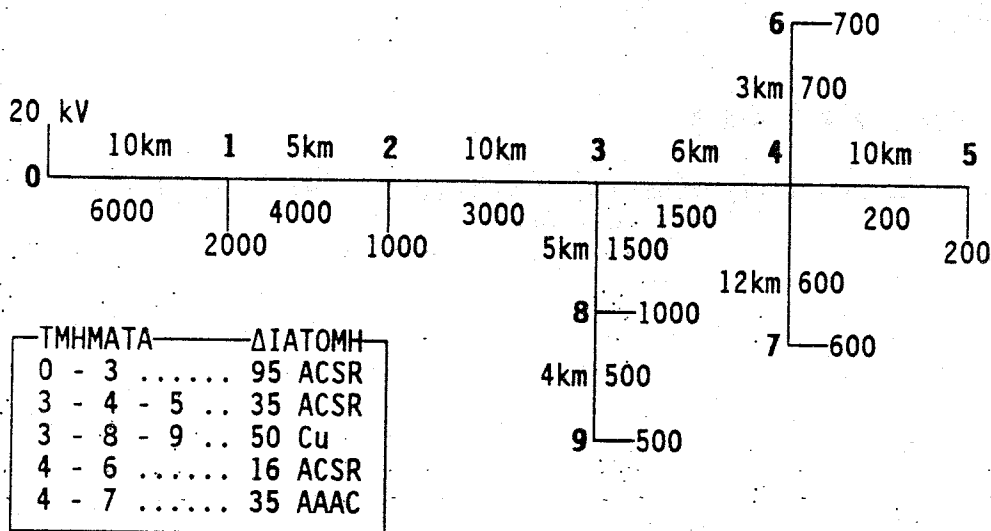 6 700
3km 700
20 kV
10km 1 5km 2 10km 3 6km 4 10km 5
0
6000 4000 3000 1500 200
2000 1000 5km 1500 200
12km 600
8 1000
7 600
ΤΜΗΜΑΤΑ ΔΙΑΤΟΜΗ
0 - 3 ...... 95 ACSR
4km 500
3 - 4 - 5 .. 35 ACSR
3 - 8 - 9 .. 50 Cu
9 500
4 - 6 ...... 16 ACSR
4 - 7 ...... 35 AAAC